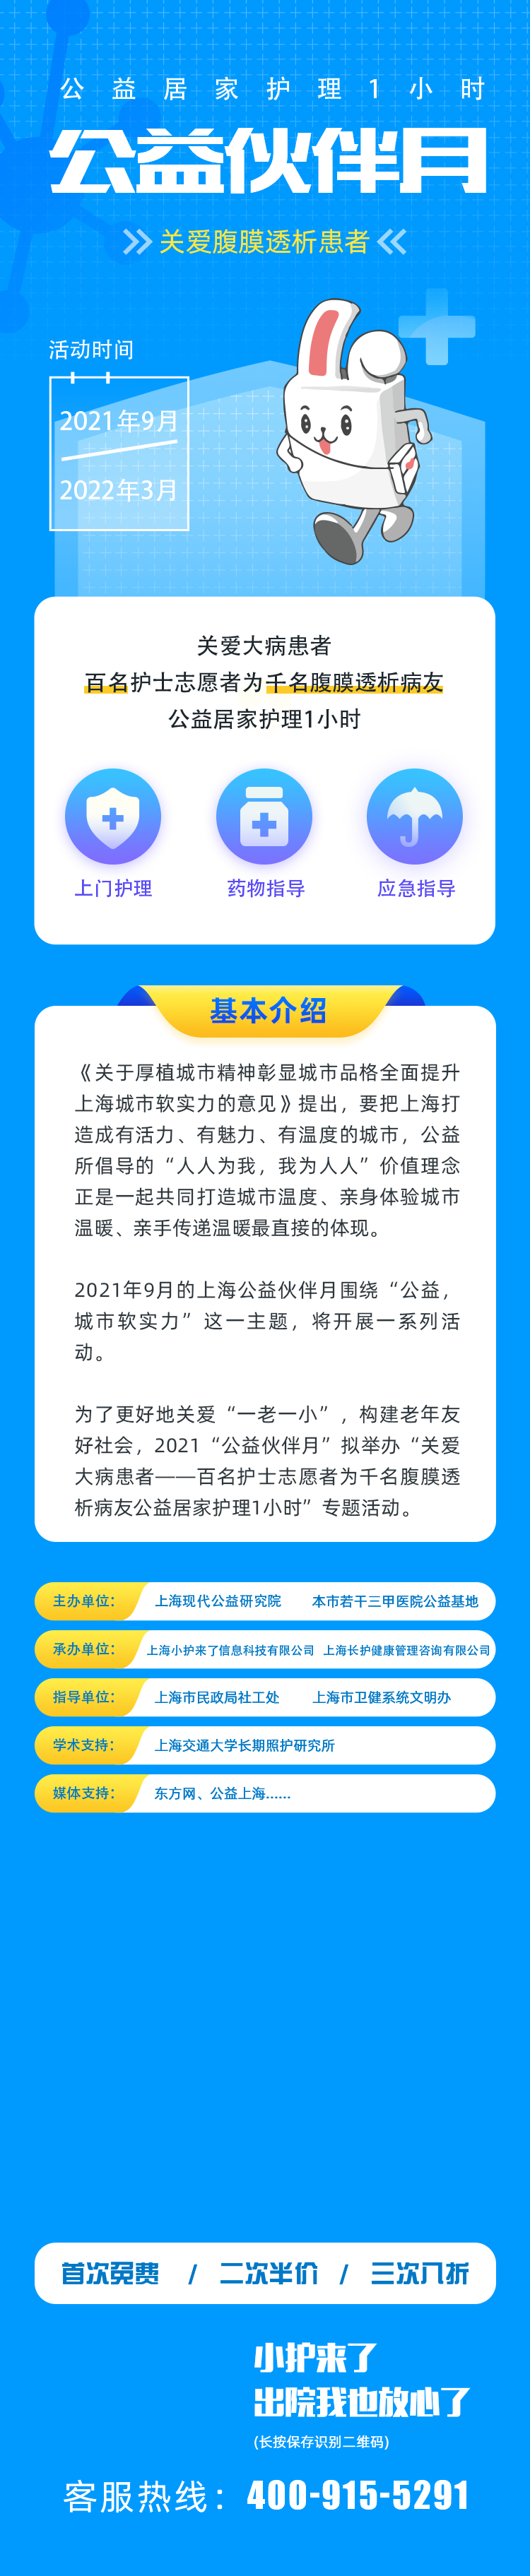 公益居家护理1小时
公益伙伴月
关爱腹膜透析患者
活动时间
2021年9月
2022年3月
关爱大病患者
百名护士志愿者为千名腹膜透析病友
公益居家护理1小时
上门护理 药物指导 应急指导
基本介绍
《关于厚植城市精神彰显城市品格全面提升
上海城市软实力的意见》提出，要把上海打
造成有活力、有魅力、有温度的城市，公益
所倡导的“人人为我，我为人人”价值理念
正是一起共同打造城市温度、亲身体验城市
温暖、亲手传递温暖最直接的体现。
2021年9月的上海公益伙伴月围绕“公益，
城市软实力”这一主题，将开展一系列活
动。
为了更好地关爱“一老一小”，构建老年友
好社会，2021“公益伙伴月”拟举办“关爱
大病患者——百名护士志愿者为千名腹膜透
析病友公益居家护理1小时”专题活动。
主办单位： 上海现代公益研究院 本市若干三甲医院公益基地
承办单位： 上海小护来了信息科技有限公司 上海长护健康管理咨询有限公司
指导单位： 上海市民政局社工处 上海市卫健系统文明办
学术支持： 上海交通大学长期照护研究所
媒体支持： 东方网、公益上海......
首次免费 / 二次半价 / 三次八折
小护来了
出院我也放心了
(长按保存识别二维码)
客服热线：400-915-5291